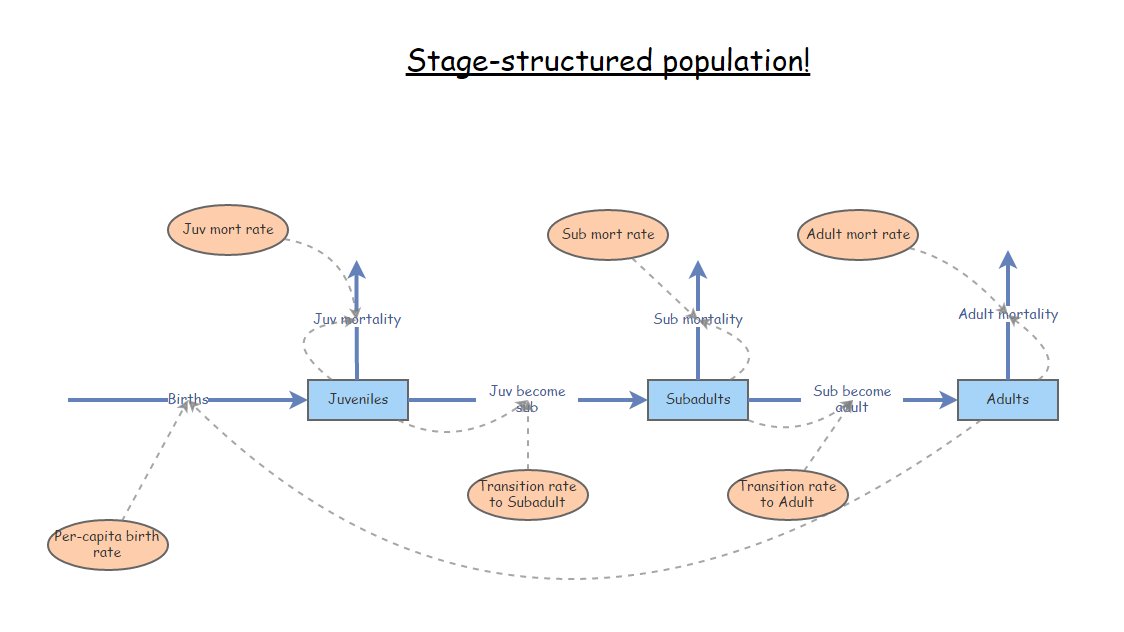 Stage-structured population!
Juv mort rate
Sub mort rate
Adult mort rate
Juv mortality
Sub mortality
Adult mortality
Births
Juveniles
Juv become
sub
Subadults
Sub become
adult
Adults
Transition rate
to Subadult
Transition rate
to Adult
Per-capita birth
rate